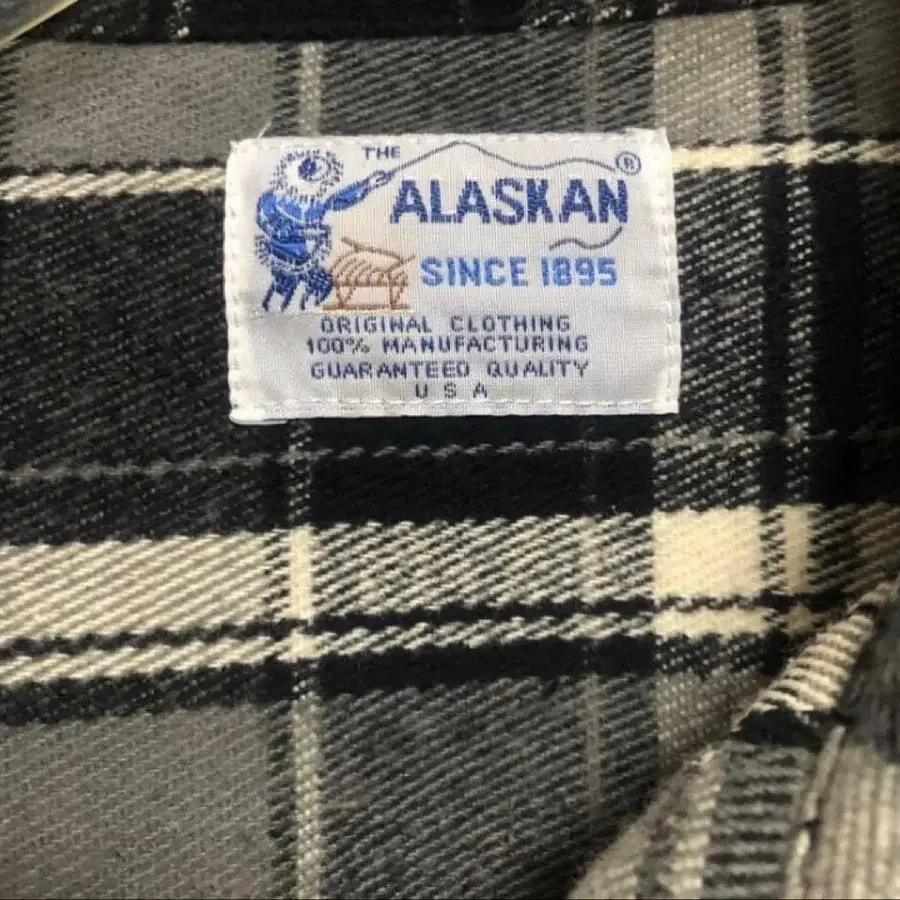 THE
ALASKAN®
SINCE 1895
ORIGINAL CLOTHING
100% MANUFACTURING
GUARANTEED QUALITY
U S A